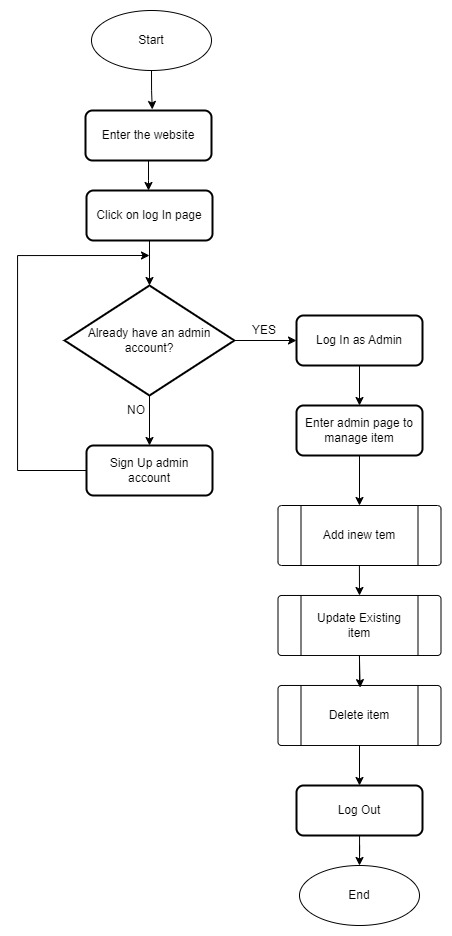 Start
Enter the website
Click on log In page
Already have an admin
account?
YES
Log In as Admin
NO
Enter admin page to
manage item
Sign Up admin
account
Add inew tem
Update Existing
item
Delete item
Log Out
End